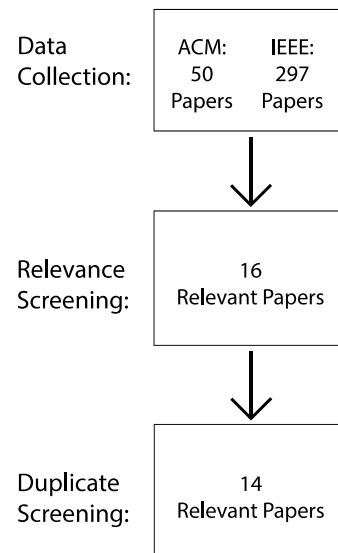 Data
Collection:
ACM: IEEE:
50 297
Papers Papers
Relevance
Screening:
16
Relevant Papers
Duplicate
Screening:
14
Relevant Papers